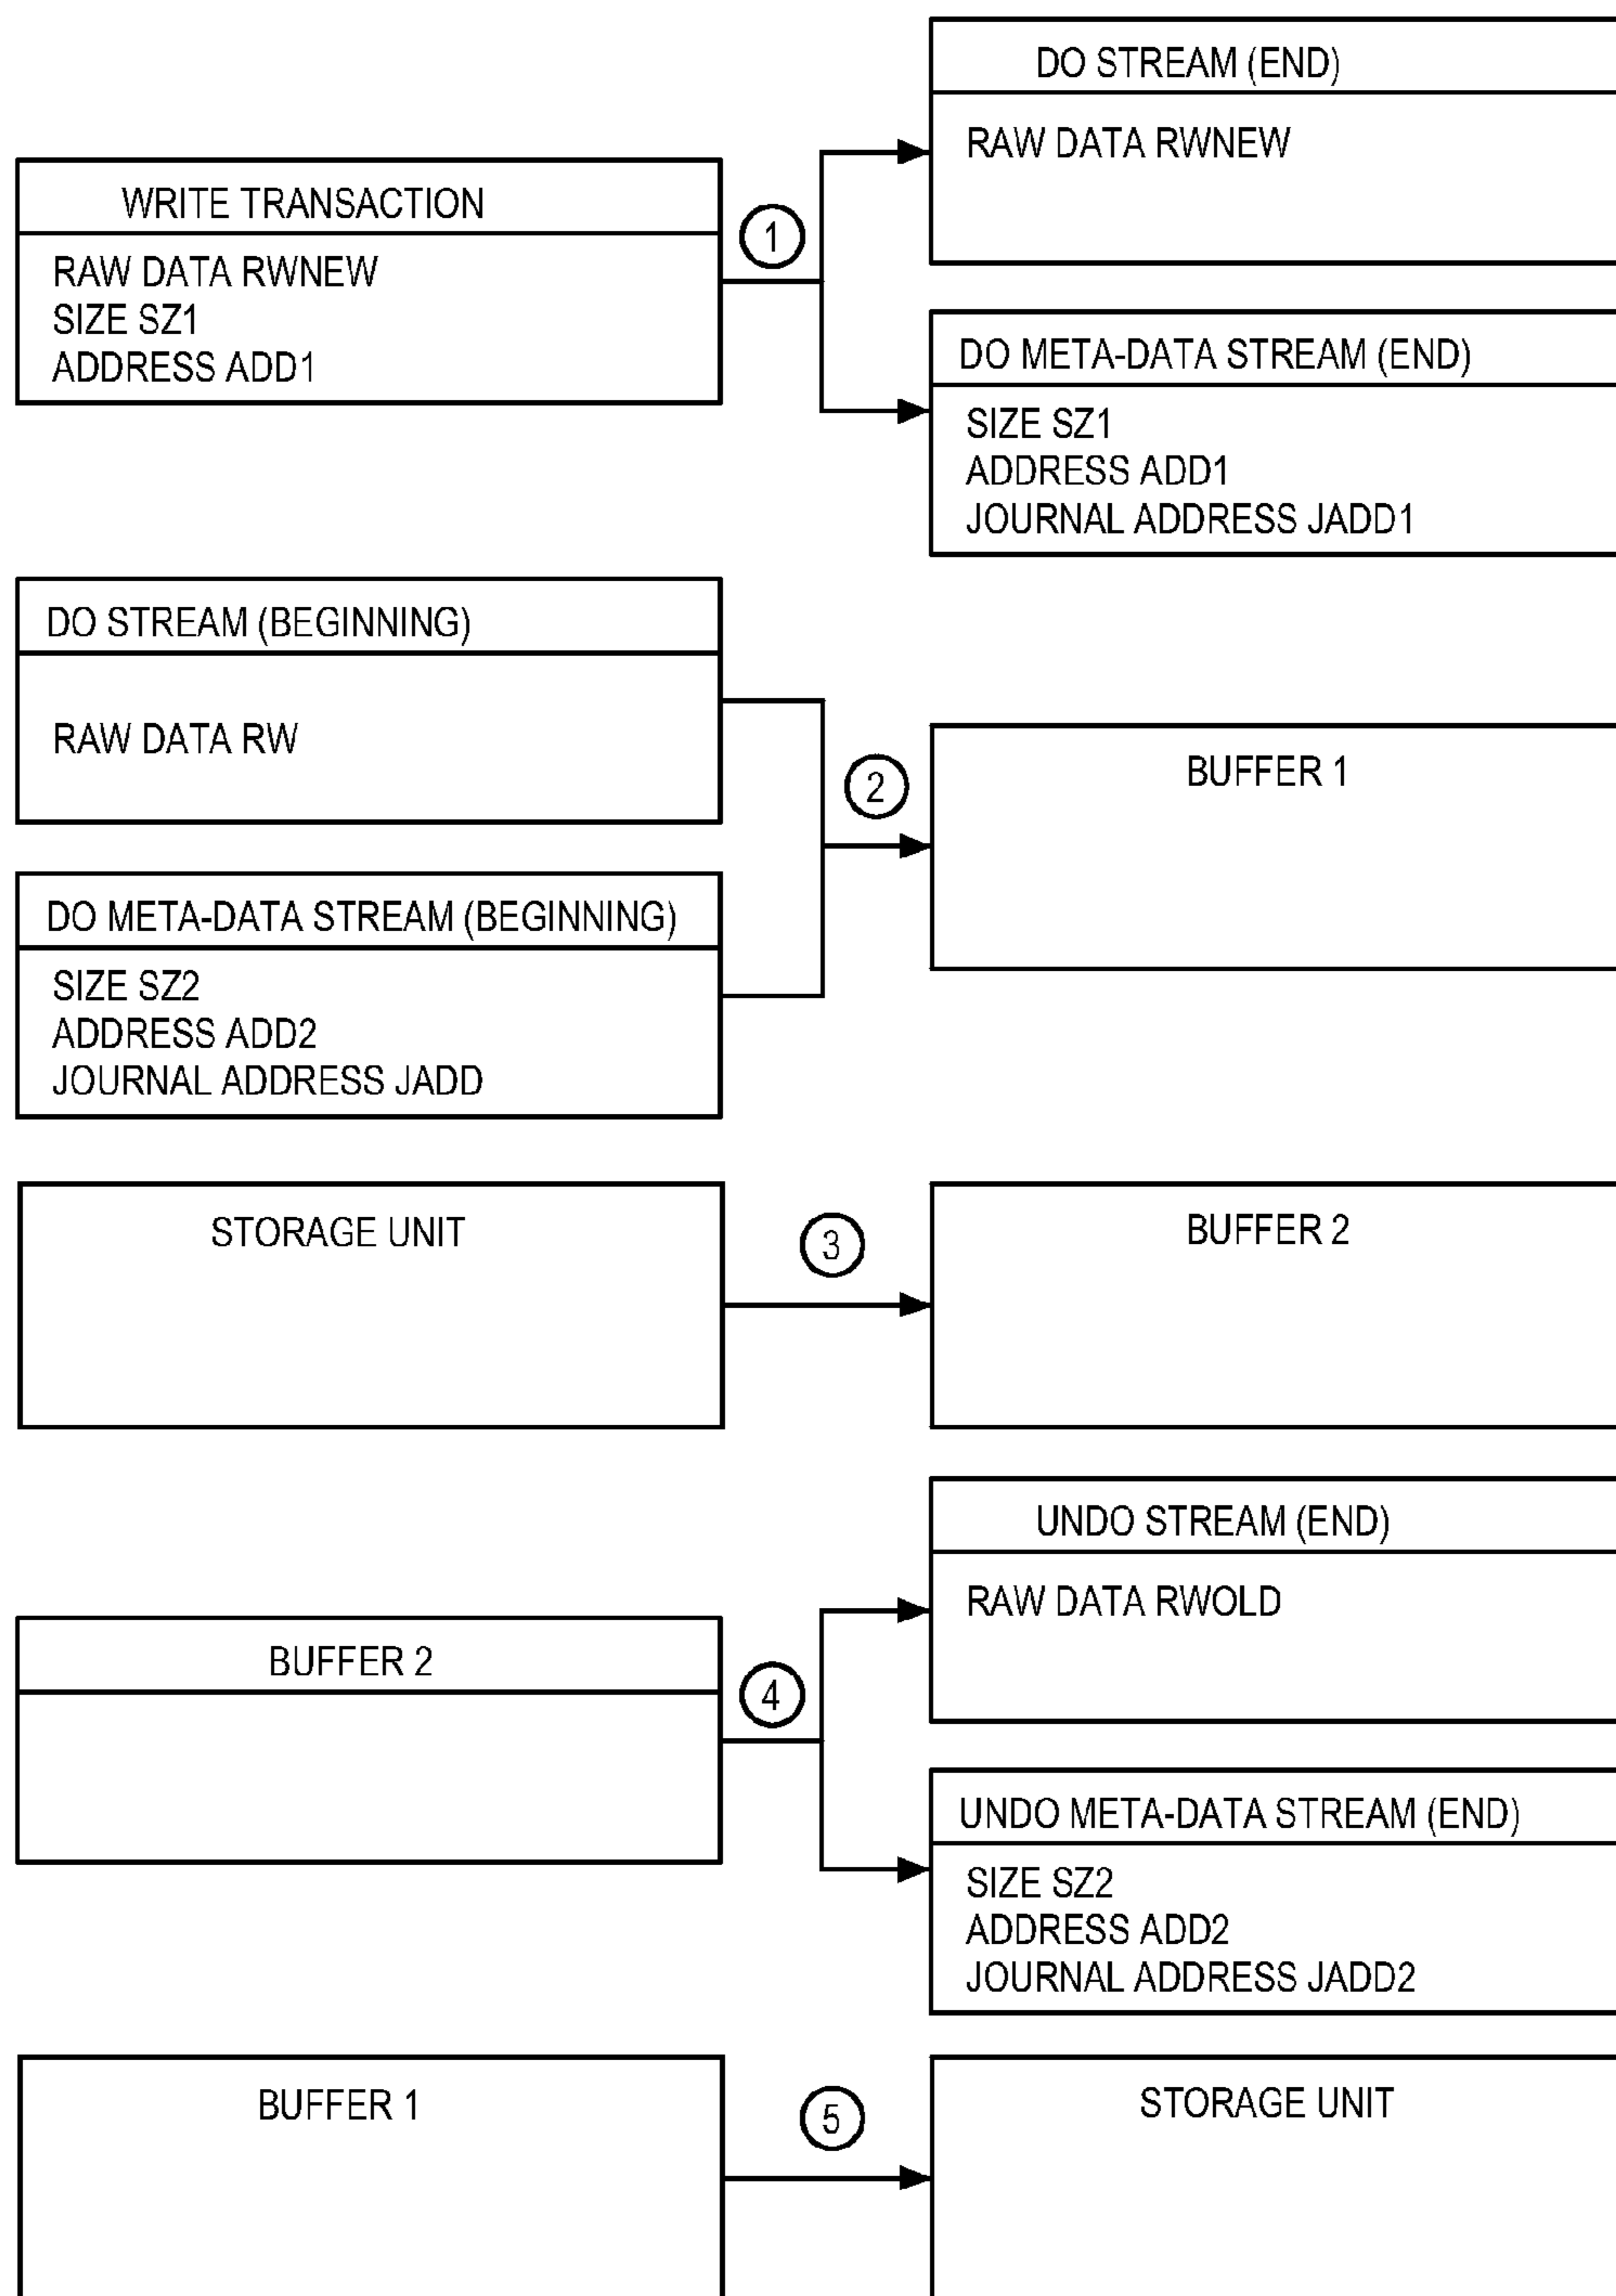 DO STREAM (END)
RAW DATA RWNEW
WRITE TRANSACTION
RAW DATA RWNEW
SIZE SZ1
ADDRESS ADD1
1
DO META-DATA STREAM (END)
SIZE SZ1
ADDRESS ADD1
JOURNAL ADDRESS JADD1
DO STREAM (BEGINNING)
RAW DATA RW
2
BUFFER 1
DO META-DATA STREAM (BEGINNING)
SIZE SZ2
ADDRESS ADD2
JOURNAL ADDRESS JADD
STORAGE UNIT
3
BUFFER 2
UNDO STREAM (END)
RAW DATA RWOLD
BUFFER 2
4
UNDO META-DATA STREAM (END)
SIZE SZ2
ADDRESS ADD2
JOURNAL ADDRESS JADD2
BUFFER 1
5
STORAGE UNIT